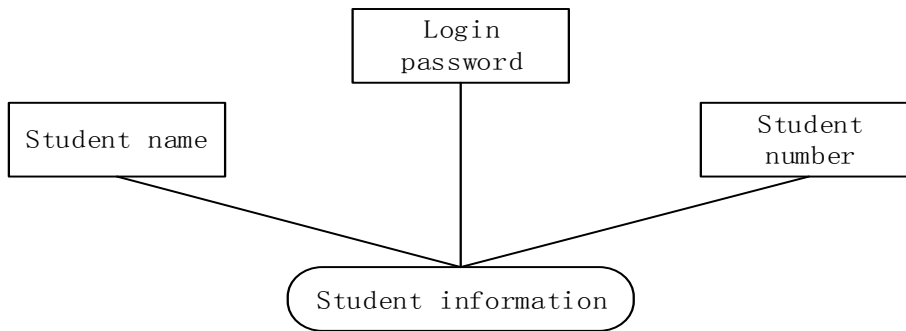 Login
password
Student name
Student
number
Student information